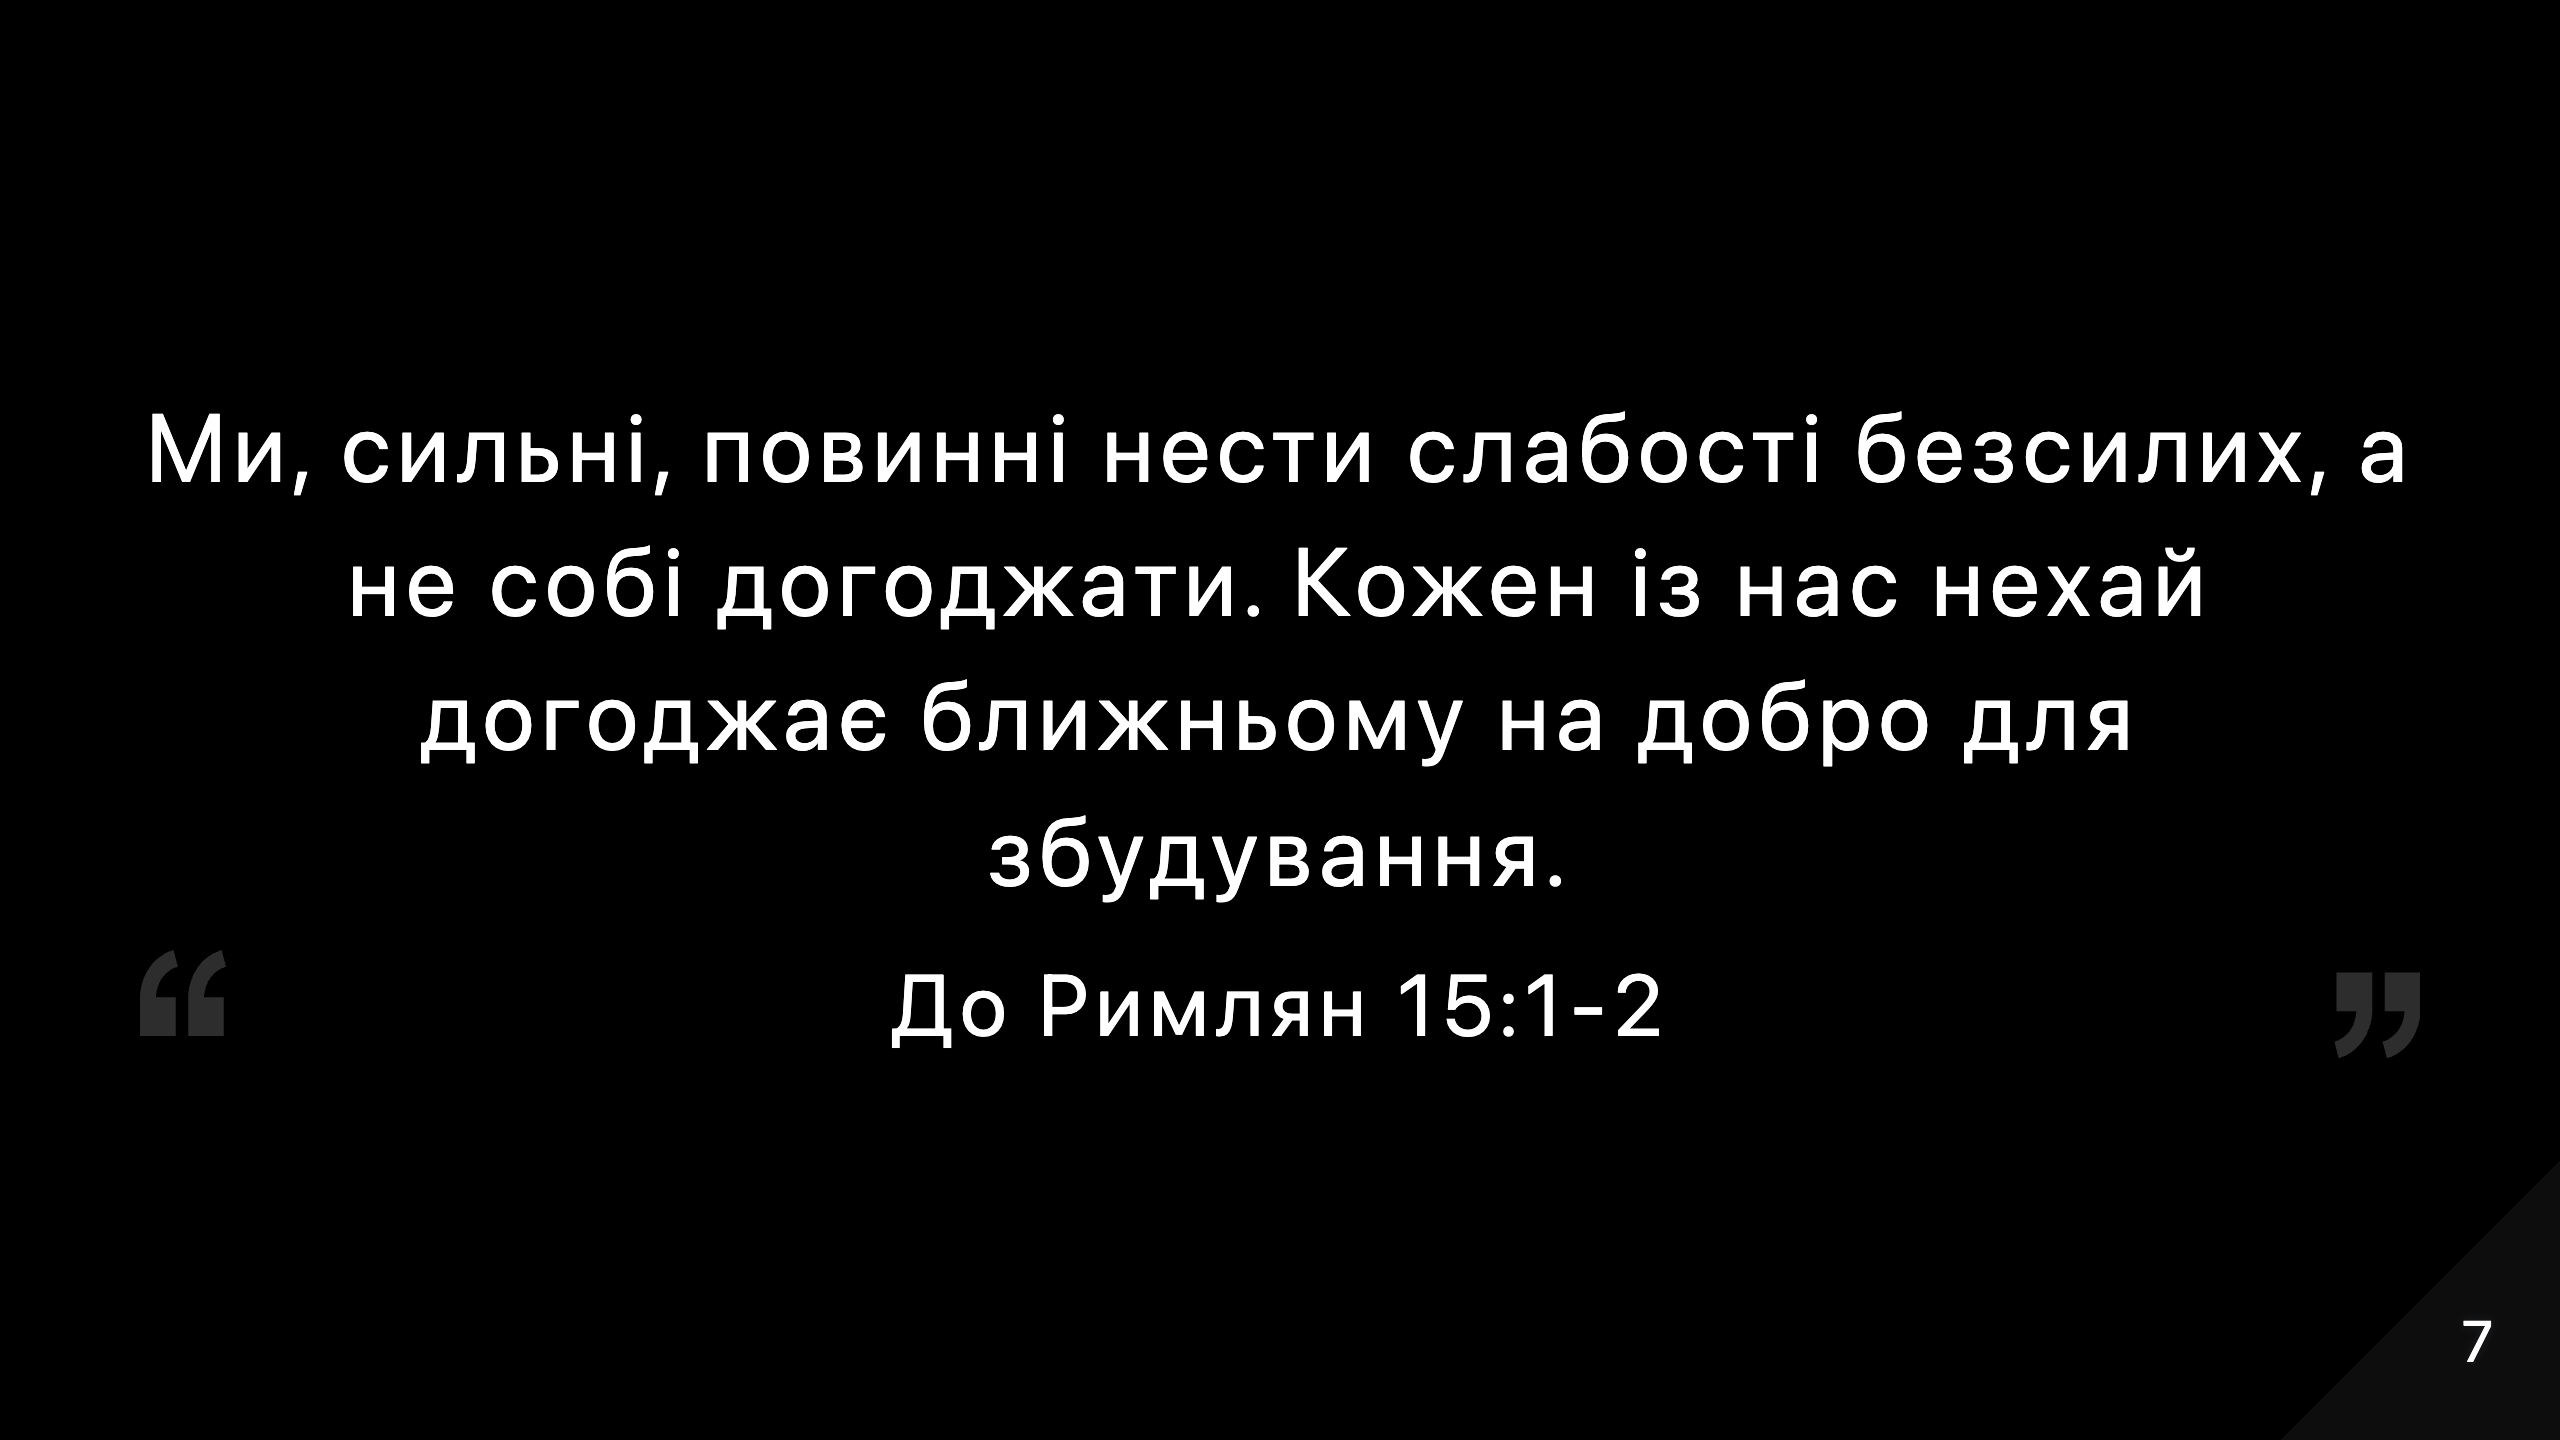 Ми, сильні, повинні нести слабості безсилих, а
не собі догоджати. Кожен із нас нехай
догоджає ближньому на добро для
збудування.
“ ”
До Римлян 15:1-2
7